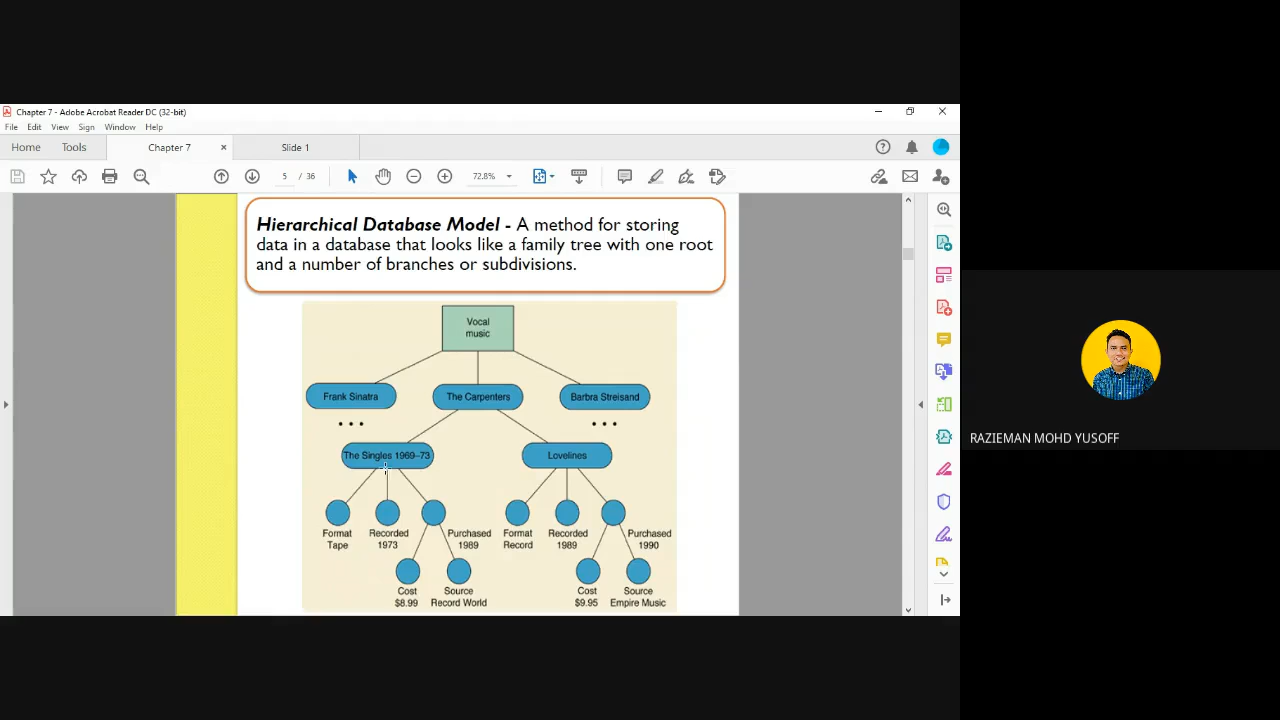 Chapter 7 - Adobe Acrobat Reader DC (32-bit)
File Edit View Sign Window Help
Home Tools Chapter 7 × Slide 1
5 / 36 72.8%
Hierarchical Database Model - A method for storing
data in a database that looks like a family tree with one root
and a number of branches or subdivisions.
Vocal
music
Frank Sinatra The Carpenters Barbra Streisand
• • • • • •
The Singles 1969–73 Lovelines
Format Recorded Purchased Format Recorded Purchased
Tape 1973 1989 Record 1989 1990
Cost Source Cost Source
$8.99 Record World $9.95 Empire Music
RAZIEMAN MOHD YUSOFF